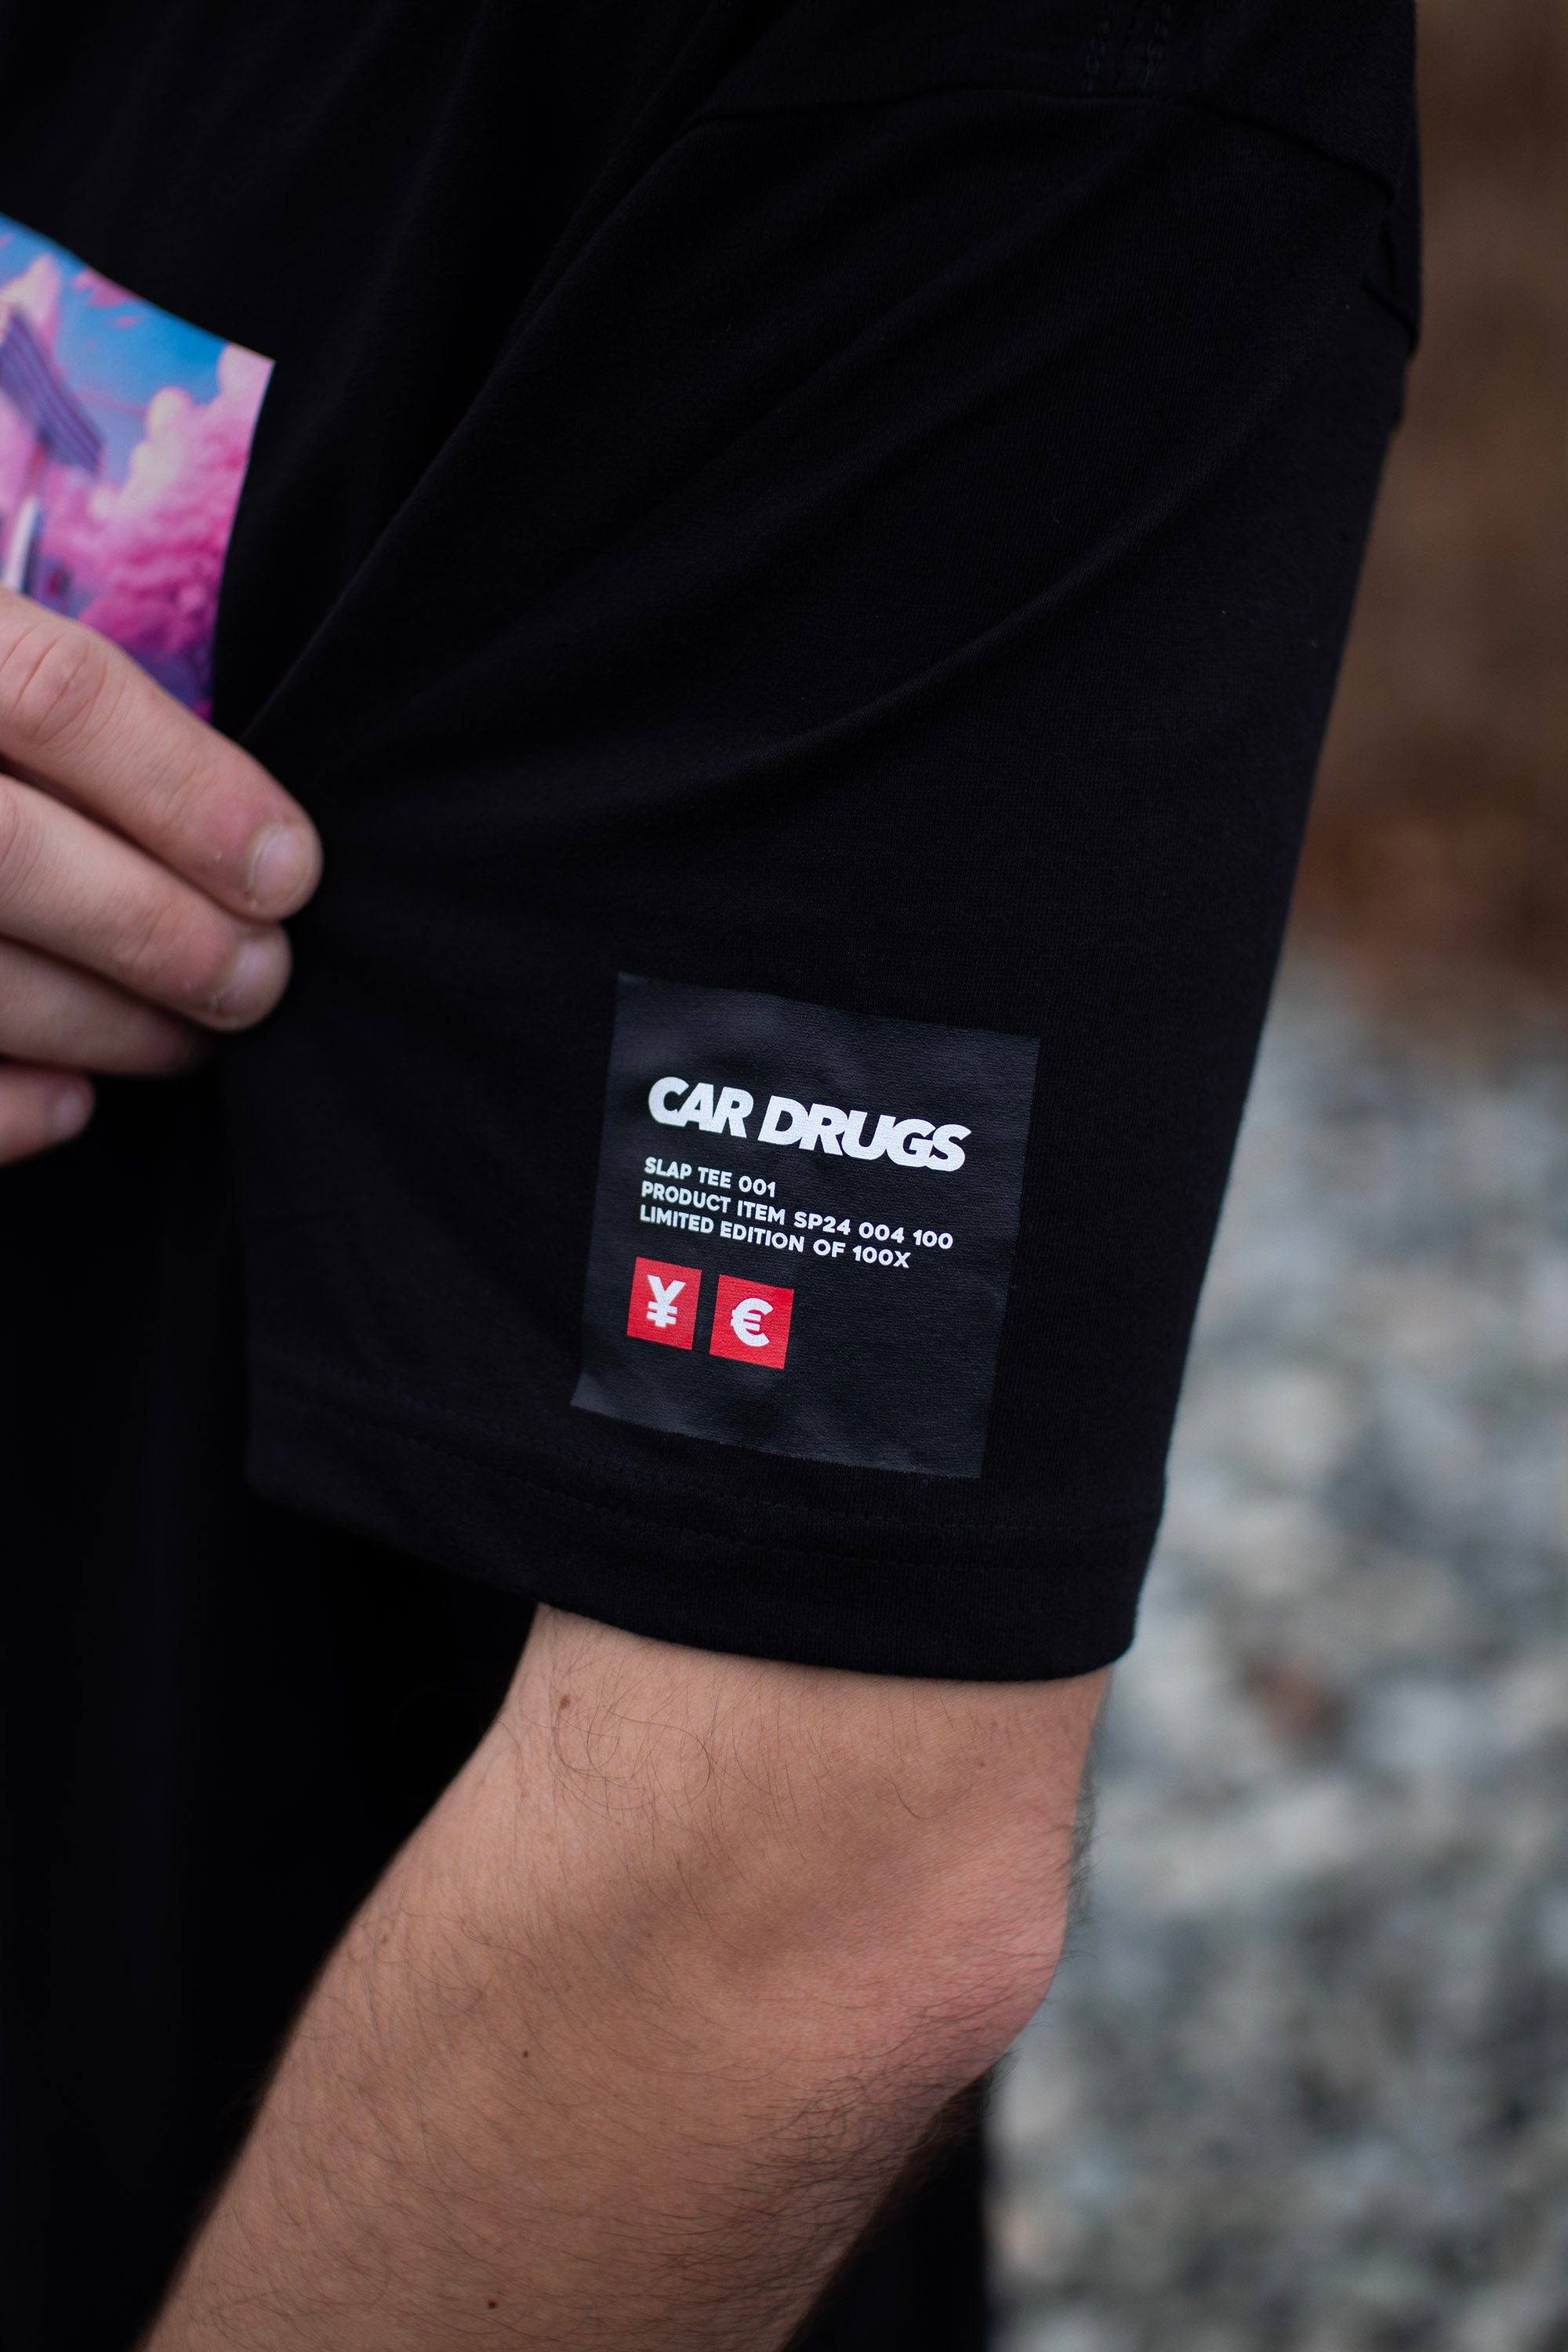 CAR DRUGS
SLAP TEE 001
PRODUCT ITEM SP24 004 100
LIMITED EDITION OF 100X
¥ €